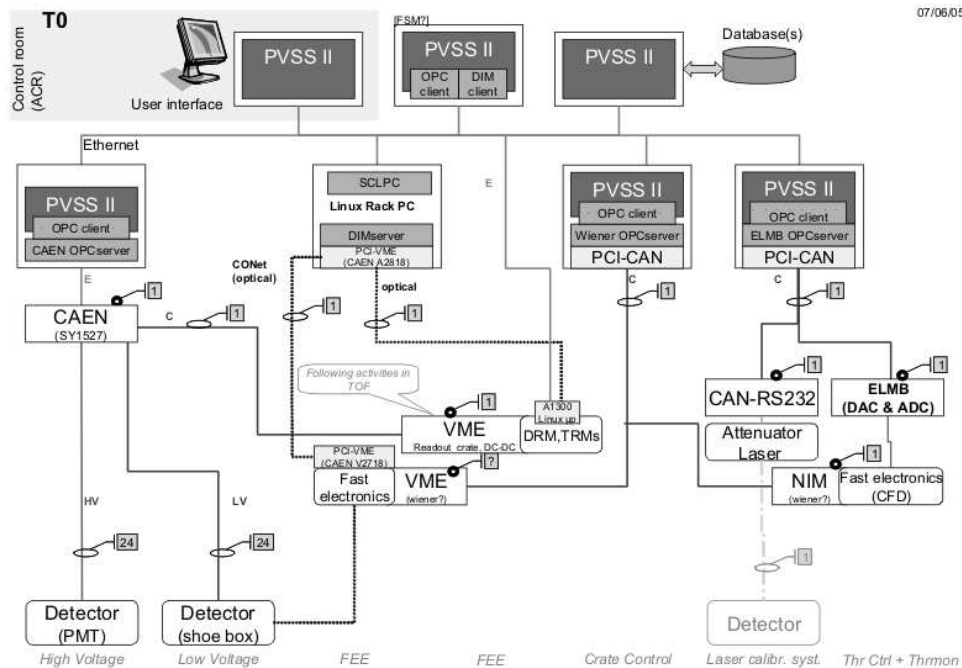 07/06/05
T0
[FSM?]
Control room
(ACR)
User interface
PVSS II
PVSS II
OPC
client
DIM
client
PVSS II
Database(s)
Ethernet
PVSS II
OPC client
CAEN OPCserver
SCLPC
Linux Rack PC
DIMserver
PCI-VME
(CAEN A2818)
E
PVSS II
OPC client
Wiener OPCserver
PCI-CAN
PVSS II
OPC client
ELMB OPCserver
PCI-CAN
E
CONet
(optical)
optical
C
C
1
CAEN
(SY1527)
C
1
1
1
1
1
Following activities in
TOF
1
VME
Readout crate, DC-DC
A1300
Linux µp
DRM,TRMs
1
CAN-RS232
Attenuator
Laser
1
ELMB
(DAC & ADC)
PCI-VME
(CAEN V2718)
Fast
electronics
VME
(wiener?)
?
1
NIM
(wiener?)
Fast electronics
(CFD)
HV
LV
24
24
1
Detector
(PMT)
Detector
(shoe box)
Detector
High Voltage
Low Voltage
FEE
FEE
Crate Control
Laser calibr. syst.
Thr Ctrl + Thrmon